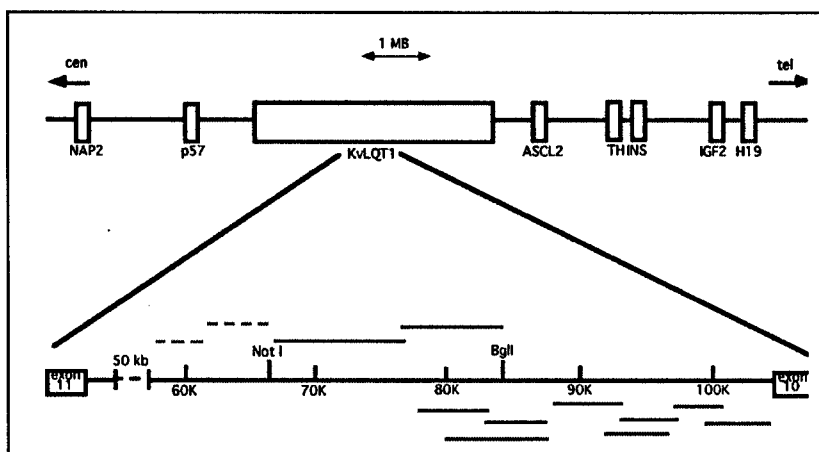 1 MB
cen
tel
NAP2
p57
KvLQT1
ASCL2
TH
INS
IGF2
H19
50 kb
Not I
BglI
exon 11
60K
70K
80K
90K
100K
exon 10